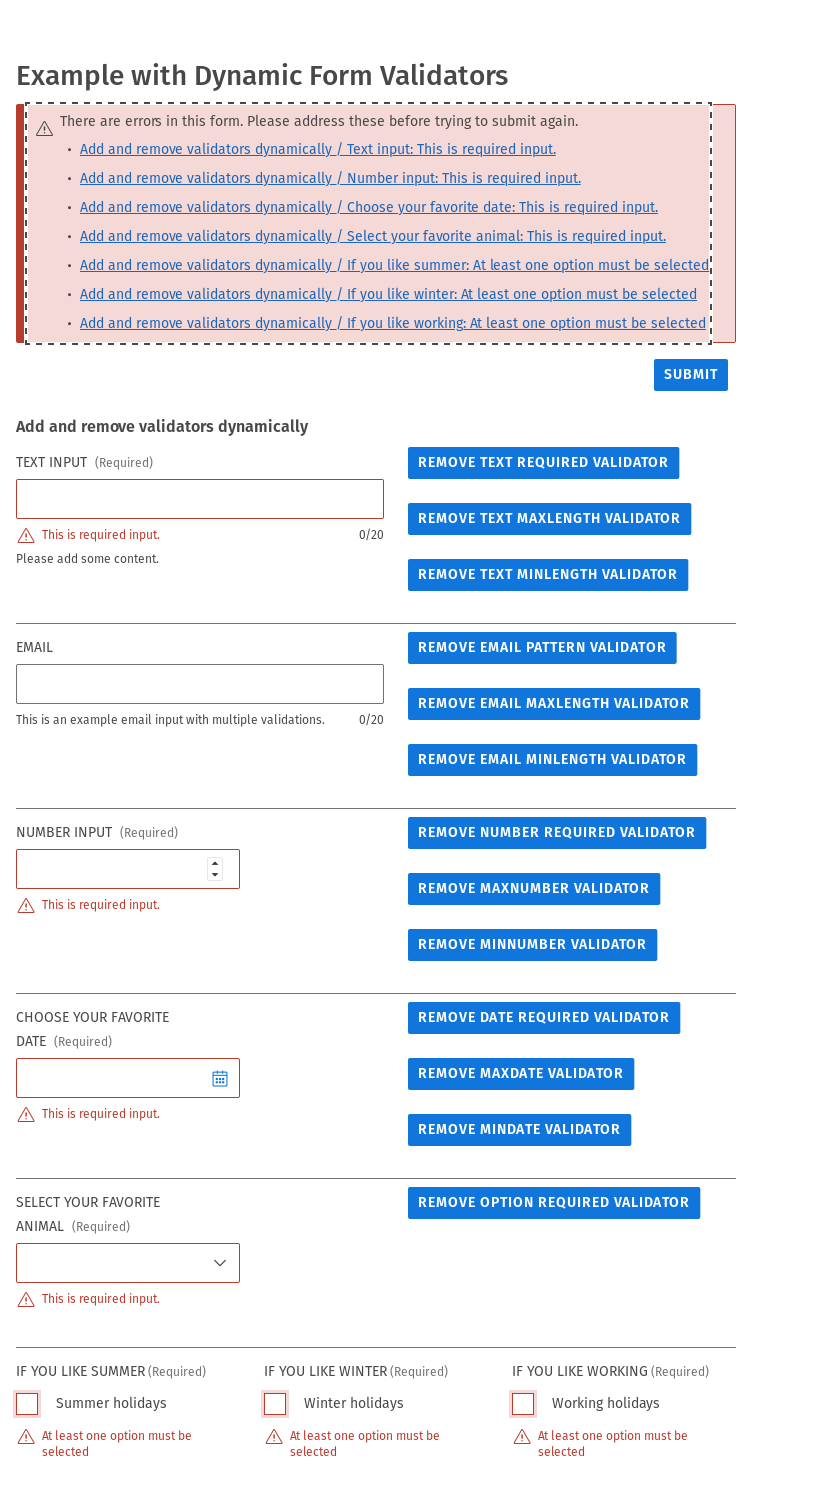 Example with Dynamic Form Validators
There are errors in this form. Please address these before trying to submit again.
• Add and remove validators dynamically / Text input: This is required input.
• Add and remove validators dynamically / Number input: This is required input.
• Add and remove validators dynamically / Choose your favorite date: This is required input.
• Add and remove validators dynamically / Select your favorite animal: This is required input.
• Add and remove validators dynamically / If you like summer: At least one option must be selected
• Add and remove validators dynamically / If you like winter: At least one option must be selected
• Add and remove validators dynamically / If you like working: At least one option must be selected
SUBMIT
Add and remove validators dynamically
TEXT INPUT (Required)
This is required input. 0/20
Please add some content.
REMOVE TEXT REQUIRED VALIDATOR
REMOVE TEXT MAXLENGTH VALIDATOR
REMOVE TEXT MINLENGTH VALIDATOR
EMAIL
This is an example email input with multiple validations. 0/20
REMOVE EMAIL PATTERN VALIDATOR
REMOVE EMAIL MAXLENGTH VALIDATOR
REMOVE EMAIL MINLENGTH VALIDATOR
NUMBER INPUT (Required)
This is required input.
REMOVE NUMBER REQUIRED VALIDATOR
REMOVE MAXNUMBER VALIDATOR
REMOVE MINNUMBER VALIDATOR
CHOOSE YOUR FAVORITE
DATE (Required)
This is required input.
REMOVE DATE REQUIRED VALIDATOR
REMOVE MAXDATE VALIDATOR
REMOVE MINDATE VALIDATOR
SELECT YOUR FAVORITE
ANIMAL (Required)
This is required input.
REMOVE OPTION REQUIRED VALIDATOR
IF YOU LIKE SUMMER (Required)
Summer holidays
At least one option must be
selected
IF YOU LIKE WINTER (Required)
Winter holidays
At least one option must be
selected
IF YOU LIKE WORKING (Required)
Working holidays
At least one option must be
selected